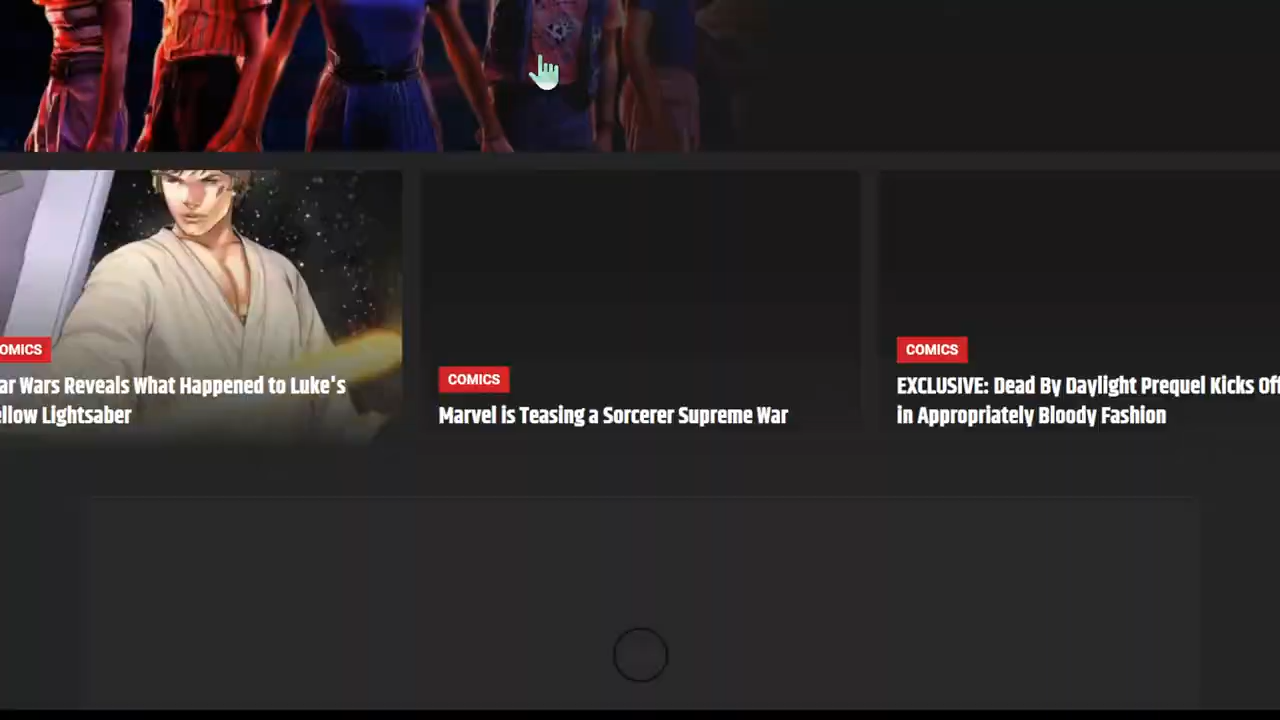 OMICS
ar Wars Reveals What Happened to Luke's
ellow Lightsaber
COMICS
Marvel is Teasing a Sorcerer Supreme War
COMICS
EXCLUSIVE: Dead By Daylight Prequel Kicks Off
in Appropriately Bloody Fashion